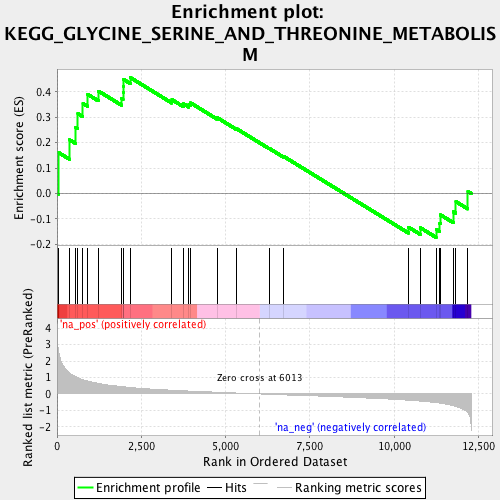 Enrichment plot:
KEGG_GLYCINE_SERINE_AND_THREONINE_METABOLIS
M
Enrichment score (ES)
0.4
0.3
0.2
0.1
0.0
-0.1
-0.2
'na_pos' (positively correlated)
Ranked list metric (PreRanked)
4
3
2
1
0
-1
-2
Zero cross at 6013
'na_neg' (negatively correlated)
0
2,500
5,000
7,500
10,000
12,500
Rank in Ordered Dataset
Enrichment profile
Hits
Ranking metric scores